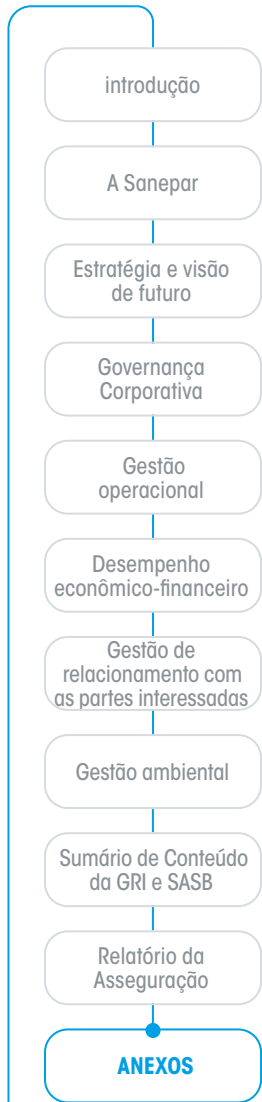 introdução
A Sanepar
Estratégia e visão
de futuro
Governança
Corporativa
Gestão
operacional
Desempenho
econômico-financeiro
Gestão de
relacionamento com
as partes interessadas
Gestão ambiental
Sumário de Conteúdo
da GRI e SASB
Relatório da
Asseguração
ANEXOS